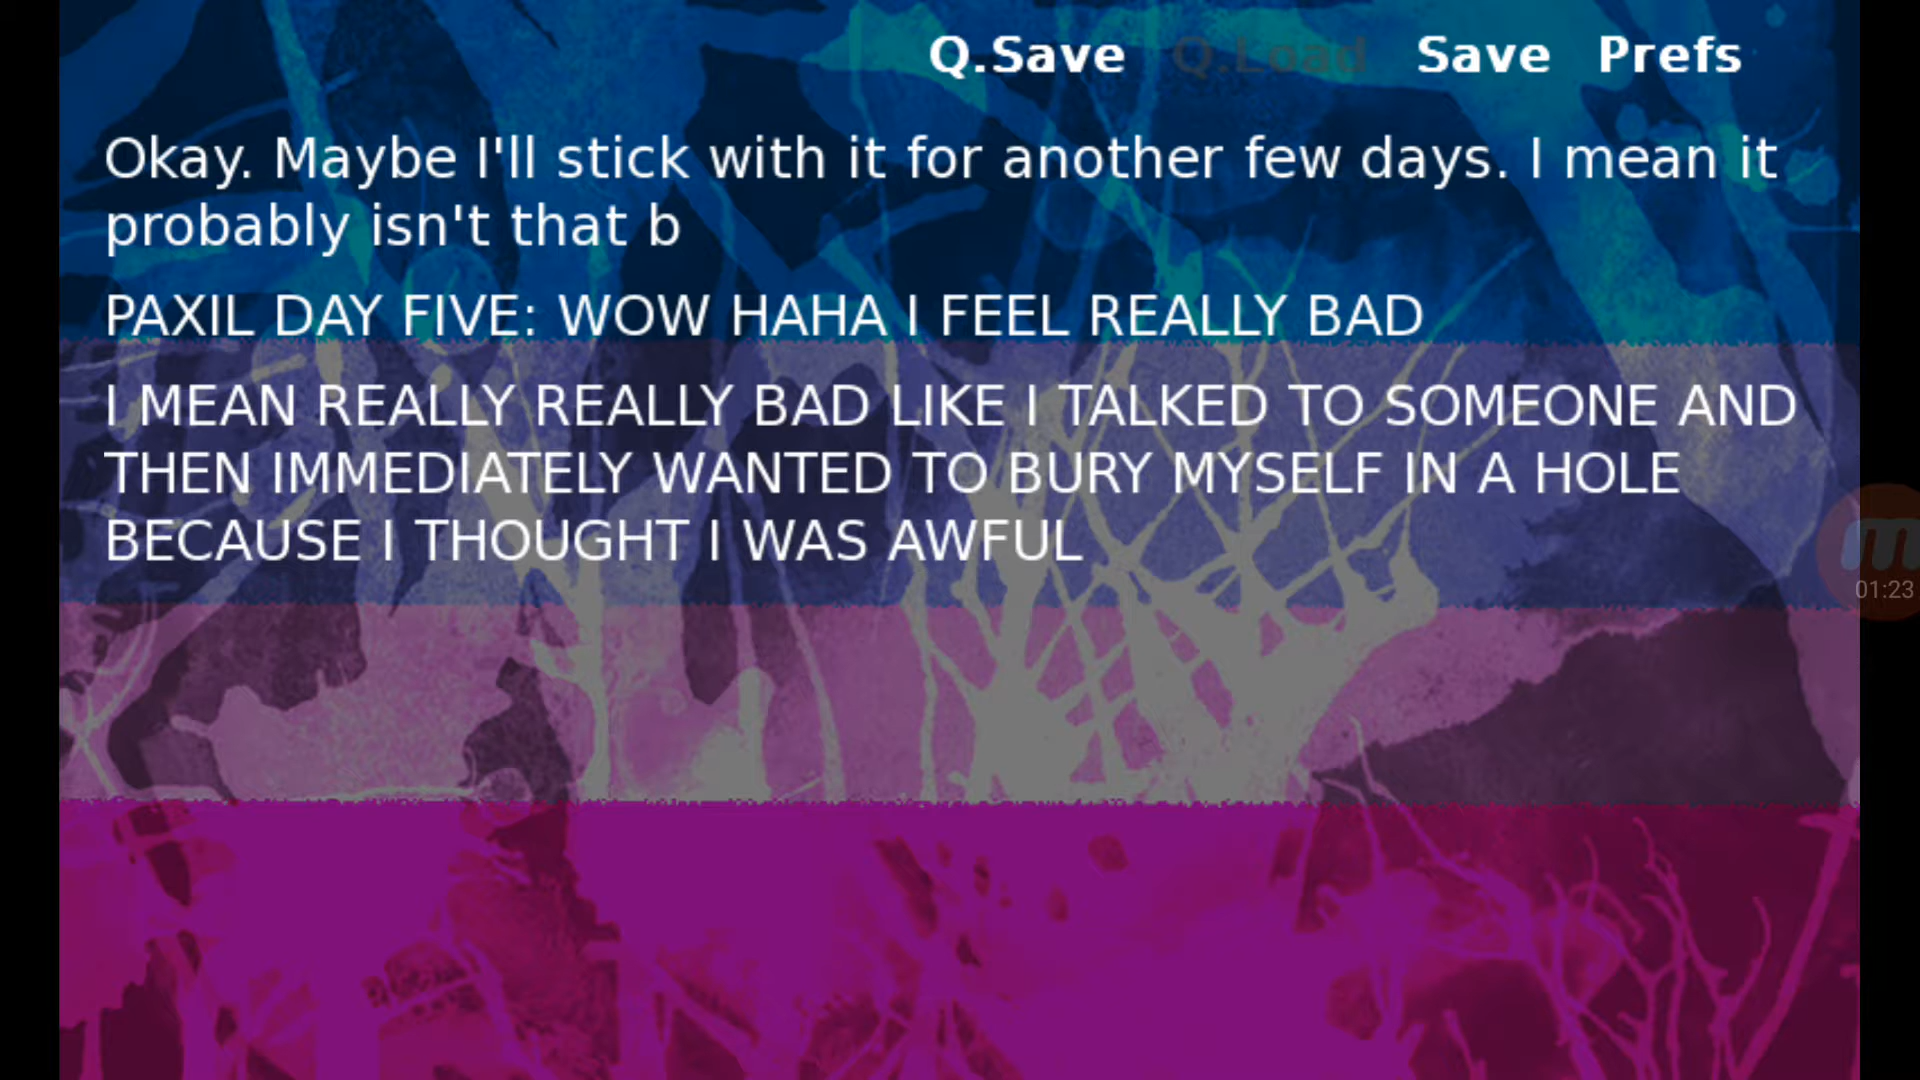 Q.Save Q.Load Save Prefs
Okay. Maybe I'll stick with it for another few days. I mean it
probably isn't that b
PAXIL DAY FIVE: WOW HAHA I FEEL REALLY BAD
I MEAN REALLY REALLY BAD LIKE I TALKED TO SOMEONE AND
THEN IMMEDIATELY WANTED TO BURY MYSELF IN A HOLE
BECAUSE I THOUGHT I WAS AWFUL
01:23